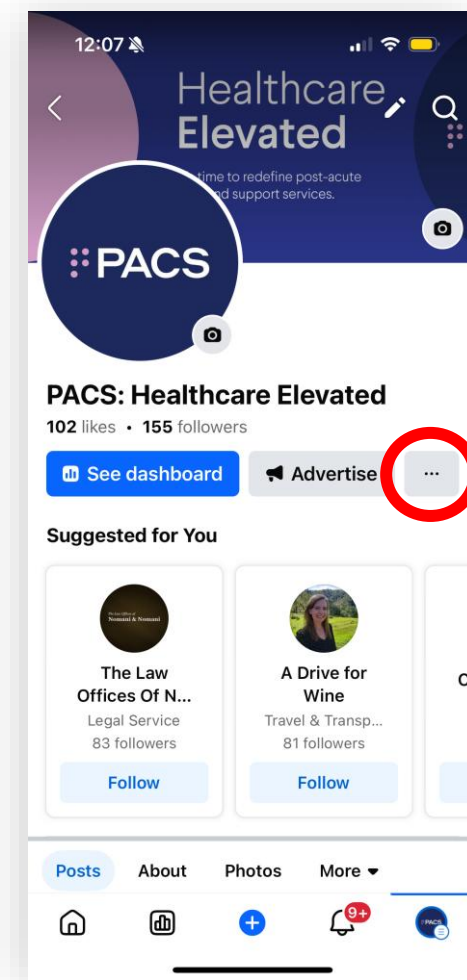 12:07
Healthcare
Elevated
time to redefine post-acute
nd support services.
PACS
PACS: Healthcare Elevated
102 likes • 155 followers
See dashboard
Advertise
...
Suggested for You
The Law
Offices Of N...
Legal Service
83 followers
Follow
A Drive for
Wine
Travel & Transp...
81 followers
Follow
Posts About Photos More
9+
PACS